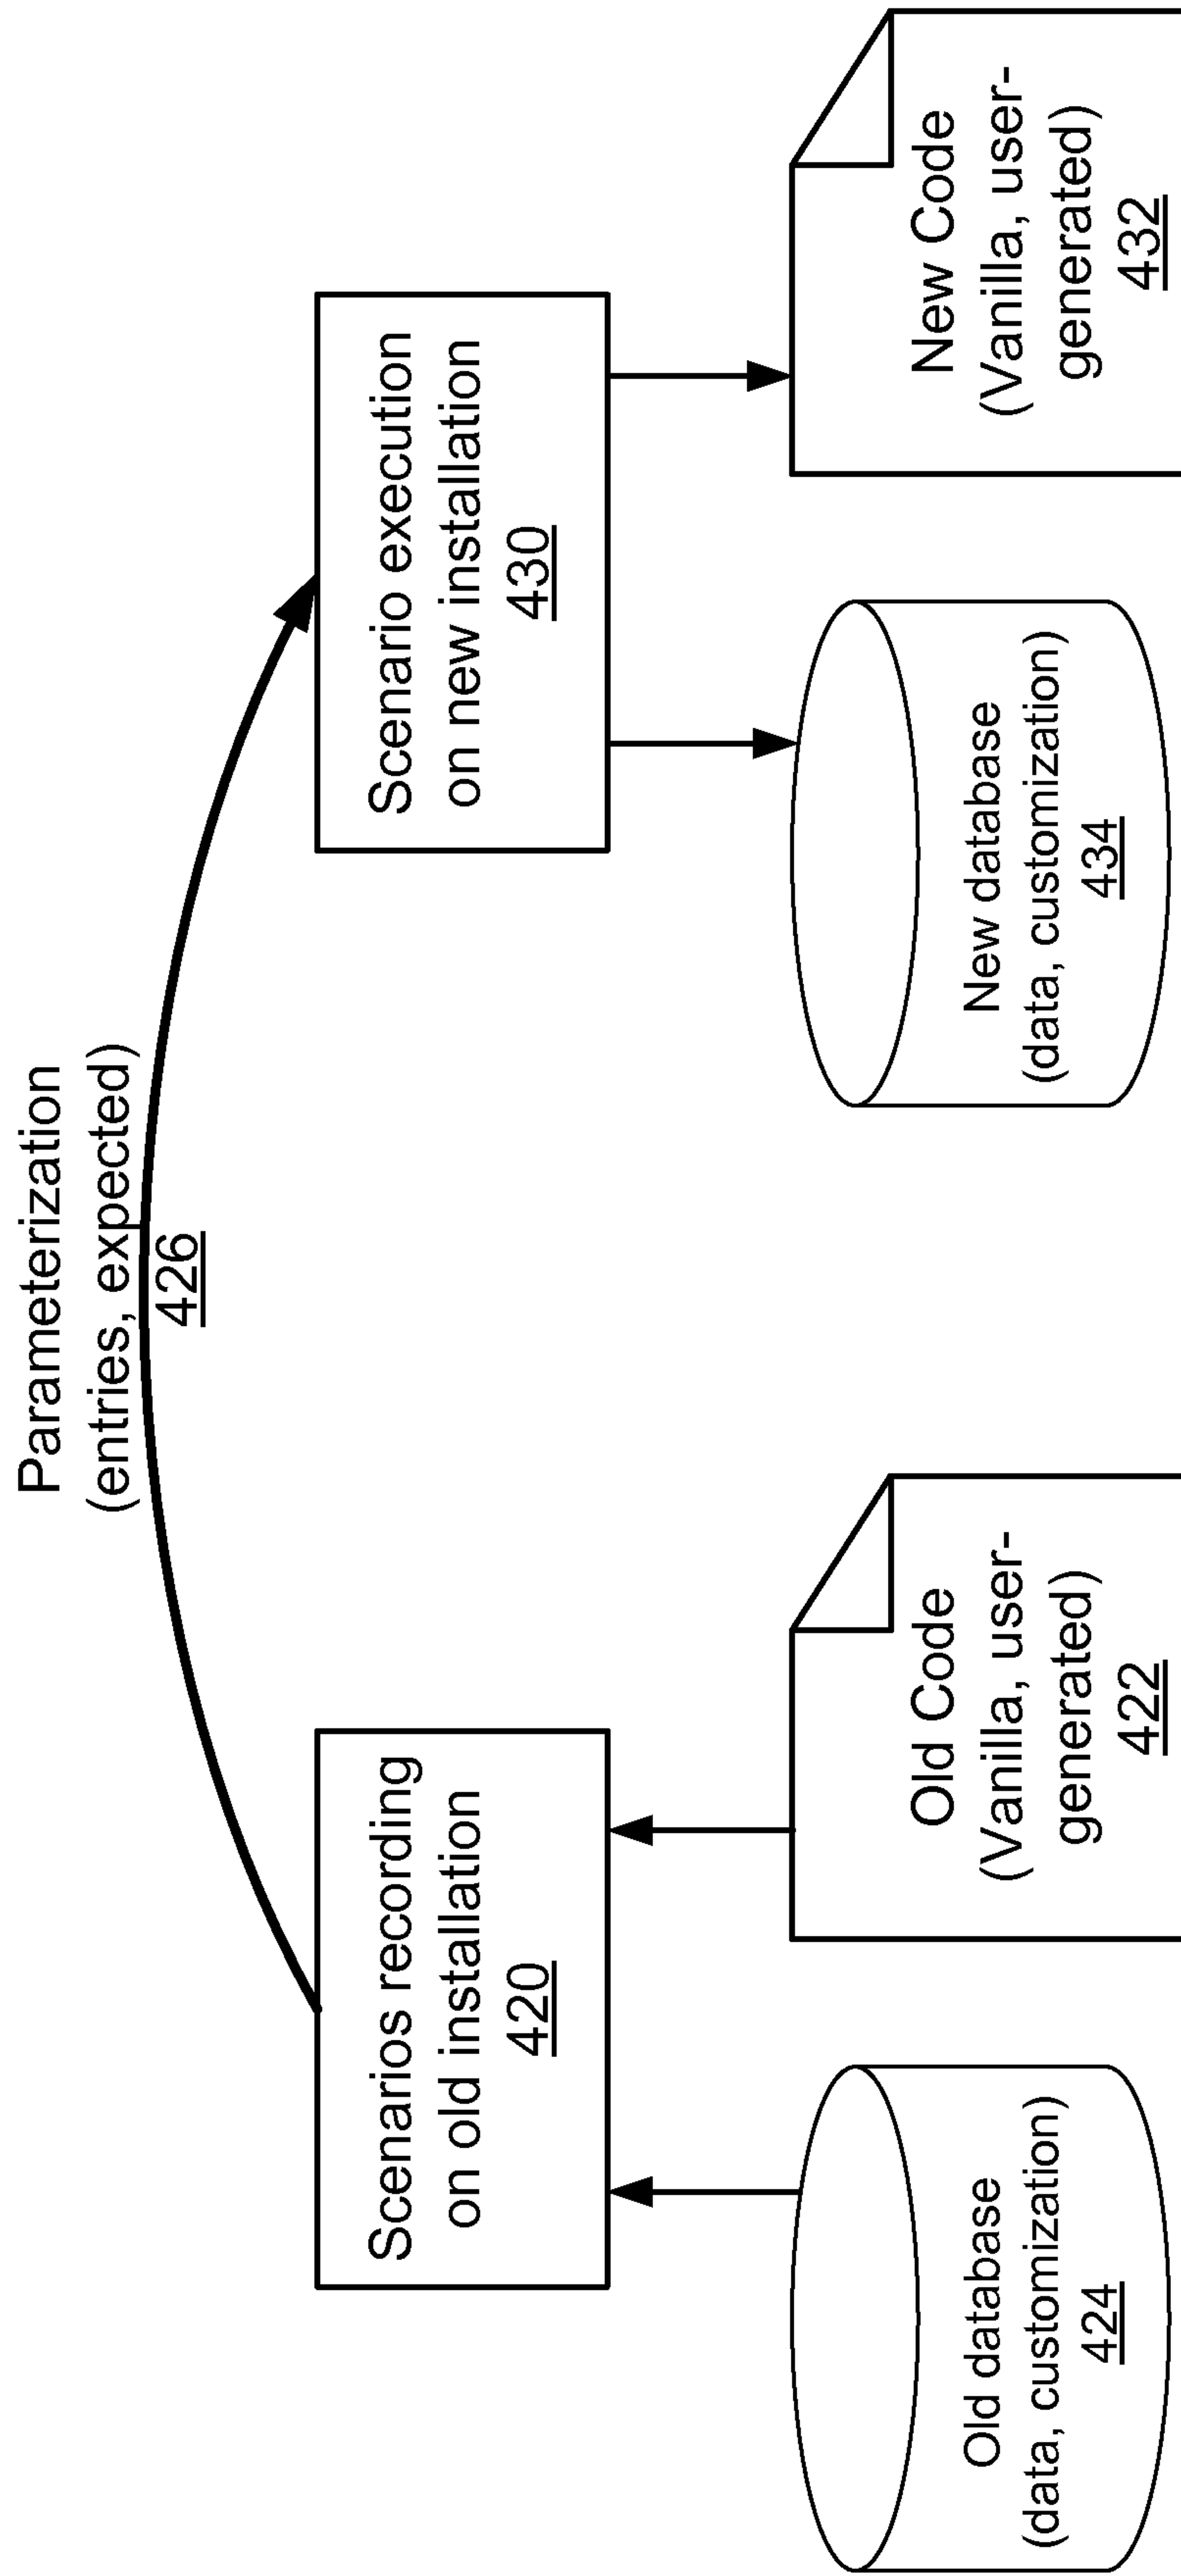 Parameterization
(entries, expected)
426
Scenarios recording
on old installation
420
Scenario execution
on new installation
430
Old database
(data, customization)
424
Old Code
(Vanilla, user-
generated)
422
New database
(data, customization)
434
New Code
(Vanilla, user-
generated)
432